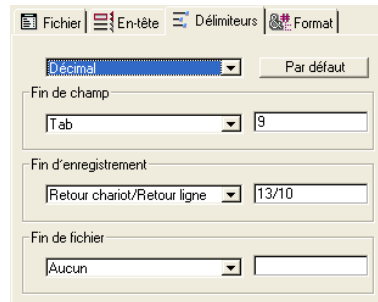 Fichier En-tête Délimiteurs Format
Décimal Par défaut
Fin de champ
Tab 9
Fin d'enregistrement
Retour chariot/Retour ligne 13/10
Fin de fichier
Aucun